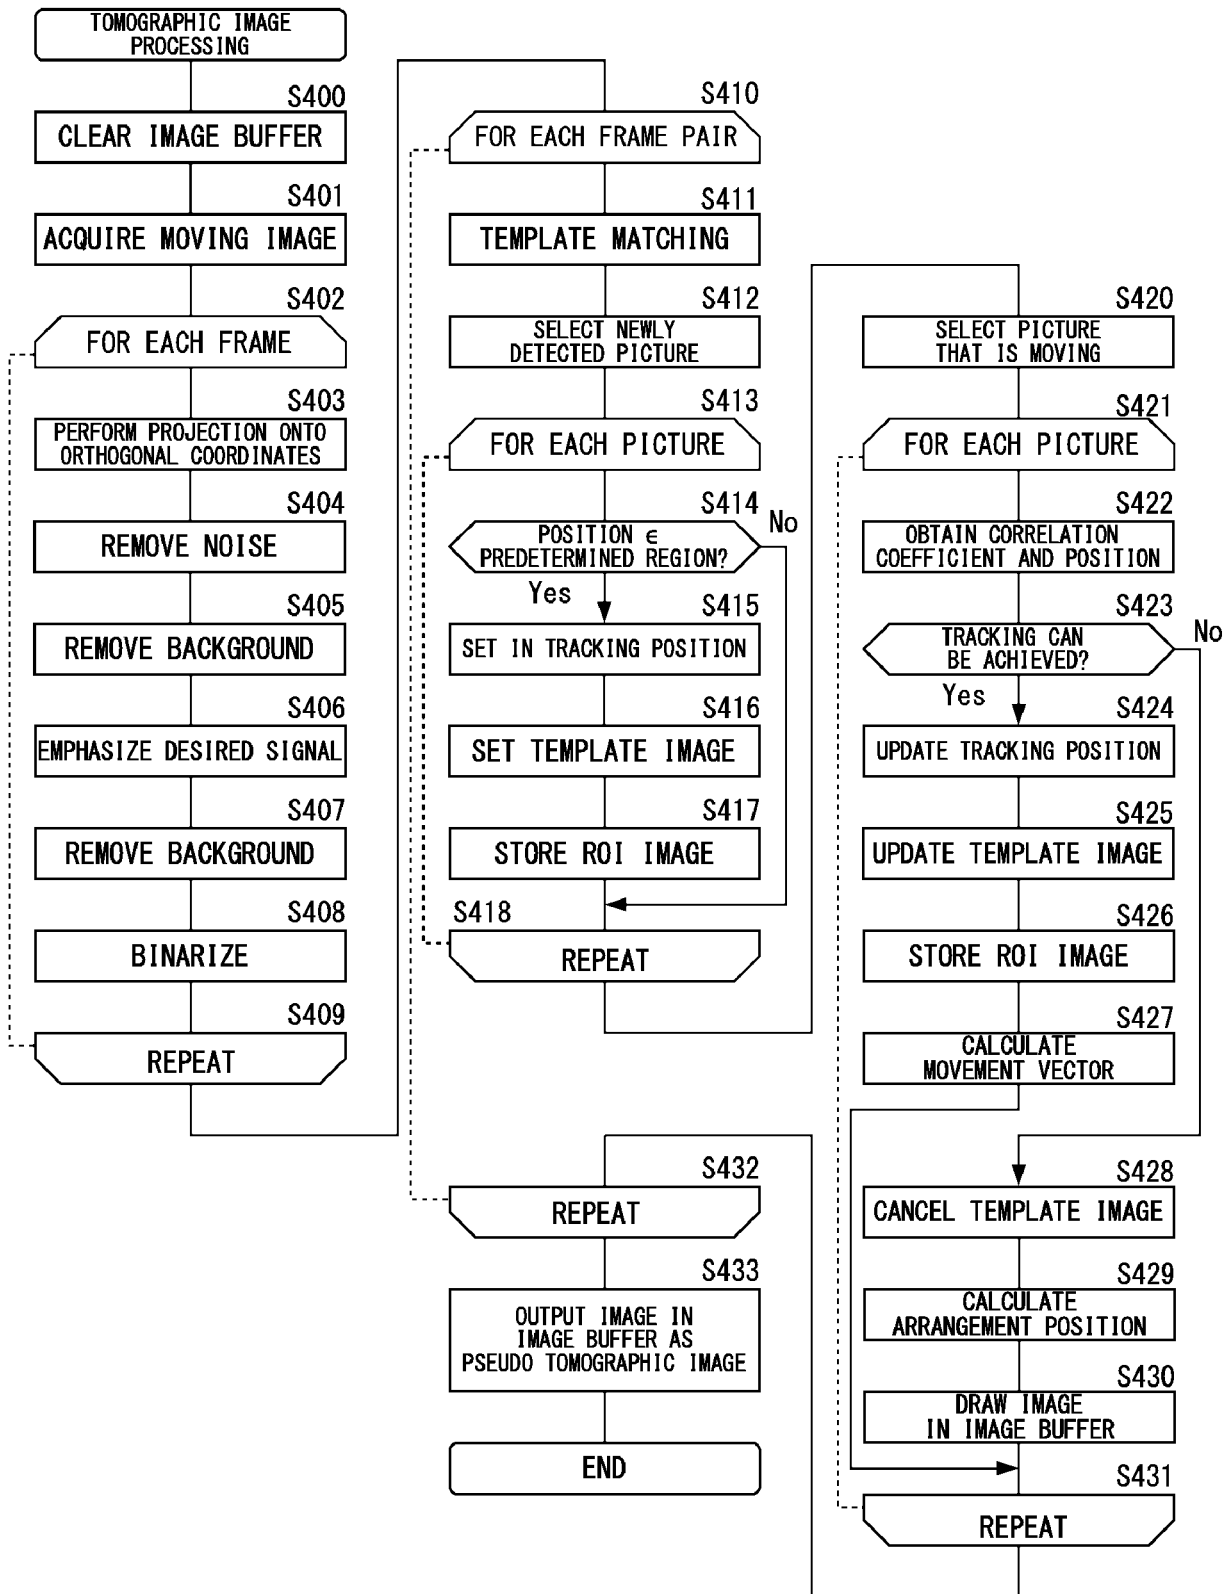 TOMOGRAPHIC IMAGE
PROCESSING
S400
CLEAR IMAGE BUFFER
S401
ACQUIRE MOVING IMAGE
S402
FOR EACH FRAME
S403
PERFORM PROJECTION ONTO
ORTHOGONAL COORDINATES
S404
REMOVE NOISE
S405
REMOVE BACKGROUND
S406
EMPHASIZE DESIRED SIGNAL
S407
REMOVE BACKGROUND
S408
BINARIZE
S409
REPEAT
S410
FOR EACH FRAME PAIR
S411
TEMPLATE MATCHING
S412
SELECT NEWLY
DETECTED PICTURE
S413
FOR EACH PICTURE
S414
POSITION ∈
PREDETERMINED REGION?
No
Yes
S415
SET IN TRACKING POSITION
S416
SET TEMPLATE IMAGE
S417
STORE ROI IMAGE
S418
REPEAT
S420
SELECT PICTURE
THAT IS MOVING
S421
FOR EACH PICTURE
S422
OBTAIN CORRELATION
COEFFICIENT AND POSITION
S423
TRACKING CAN
BE ACHIEVED?
No
Yes
S424
UPDATE TRACKING POSITION
S425
UPDATE TEMPLATE IMAGE
S426
STORE ROI IMAGE
S427
CALCULATE
MOVEMENT VECTOR
S428
CANCEL TEMPLATE IMAGE
S429
CALCULATE
ARRANGEMENT POSITION
S430
DRAW IMAGE
IN IMAGE BUFFER
S431
REPEAT
S432
REPEAT
S433
OUTPUT IMAGE IN
IMAGE BUFFER AS
PSEUDO TOMOGRAPHIC IMAGE
END